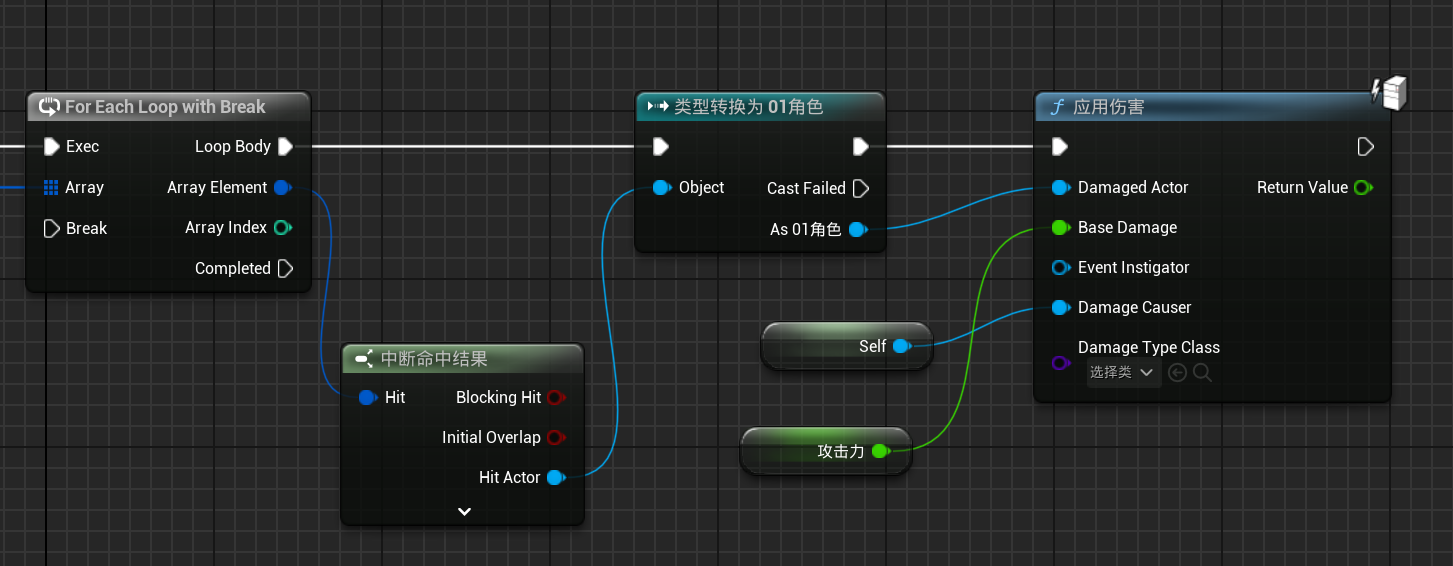 For Each Loop with Break
Exec
Loop Body
Array
Array Element
Break
Array Index
Completed
中断命中结果
Hit
Blocking Hit
Initial Overlap
Hit Actor
类型转换为 01角色
Object
Cast Failed
As 01角色
Self
攻击力
应用伤害
Damaged Actor
Return Value
Base Damage
Event Instigator
Damage Causer
Damage Type Class
选择类